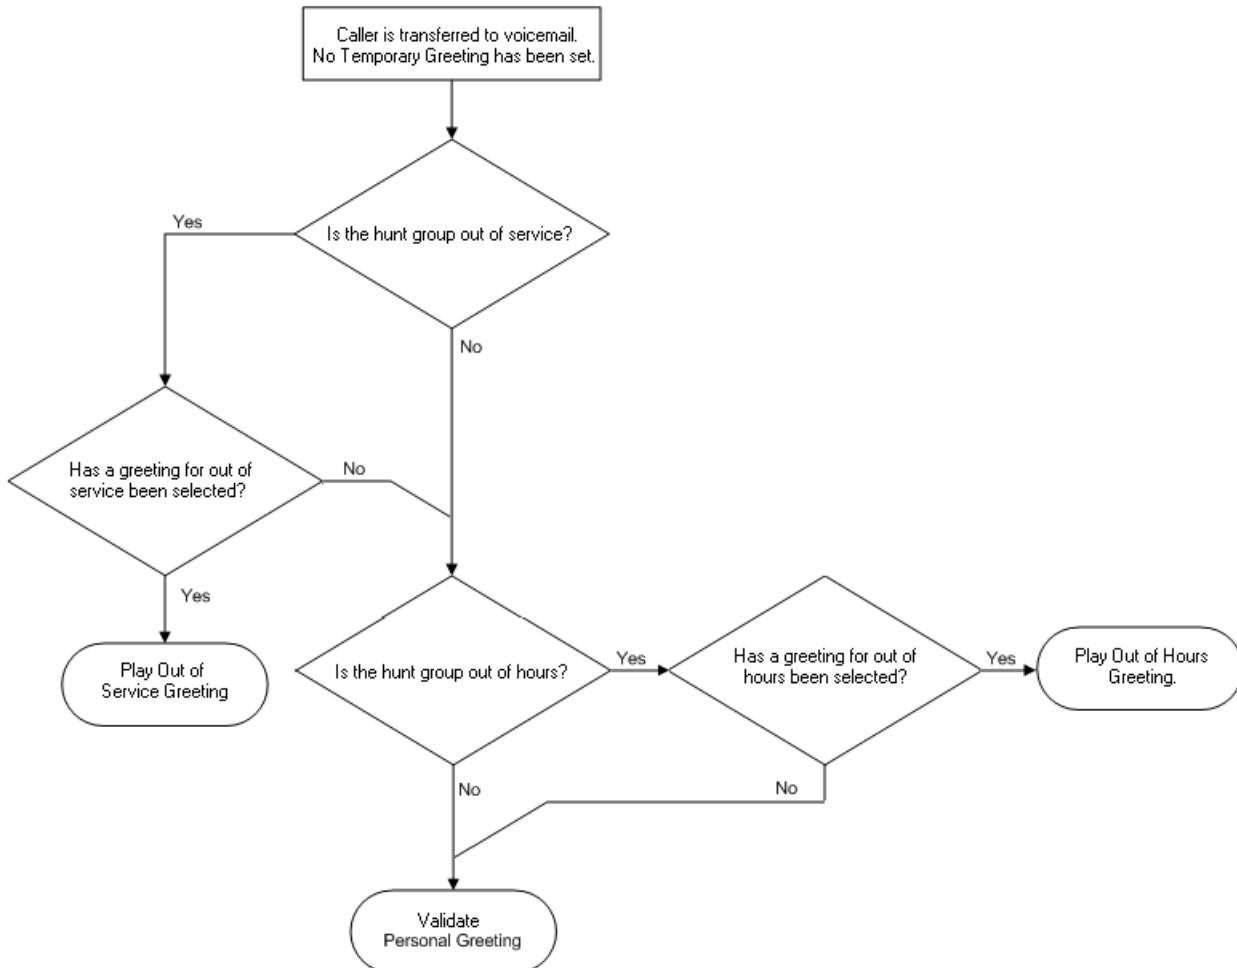 Caller is transferred to voicemail.
No Temporary Greeting has been set.
Yes
Is the hunt group out of service?
No
Has a greeting for out of
service been selected?
No
Yes
Play Out of
Service Greeting
Is the hunt group out of hours?
Yes
Has a greeting for out of
hours been selected?
Yes
Play Out of Hours
Greeting.
No
No
Validate
Personal Greeting